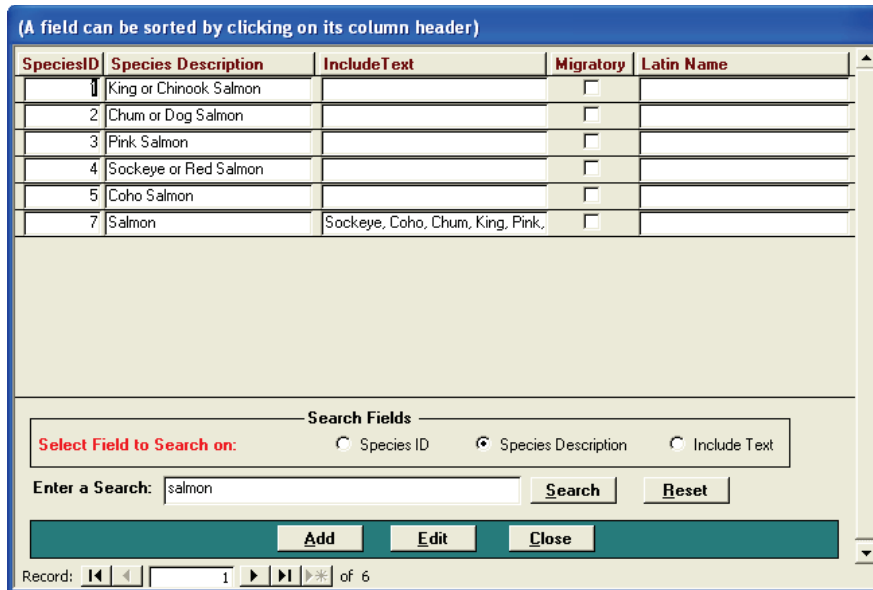 (A field can be sorted by clicking on its column header)
SpeciesID Species Description IncludeText Migratory Latin Name
1 King or Chinook Salmon
2 Chum or Dog Salmon
3 Pink Salmon
4 Sockeye or Red Salmon
5 Coho Salmon
7 Salmon Sockeye, Coho, Chum, King, Pink,
Search Fields
Select Field to Search on: Species ID Species Description Include Text
Enter a Search: salmon Search Reset
Add Edit Close
Record: 1 of 6